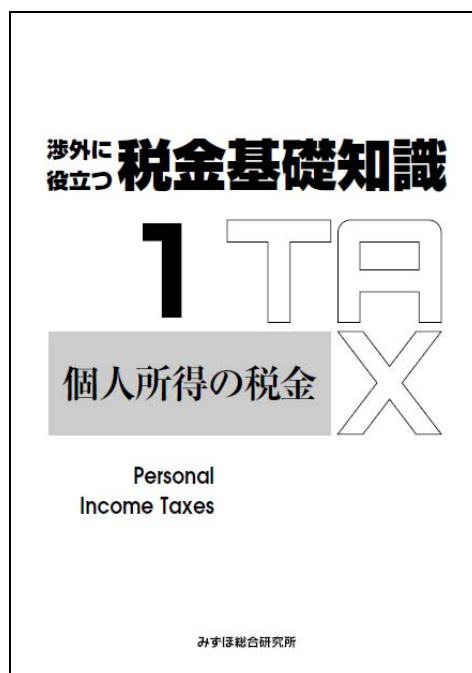 渉外に
役立つ 税金基礎知識
1 TA
X
個人所得の税金
Personal
Income Taxes
みずほ総合研究所